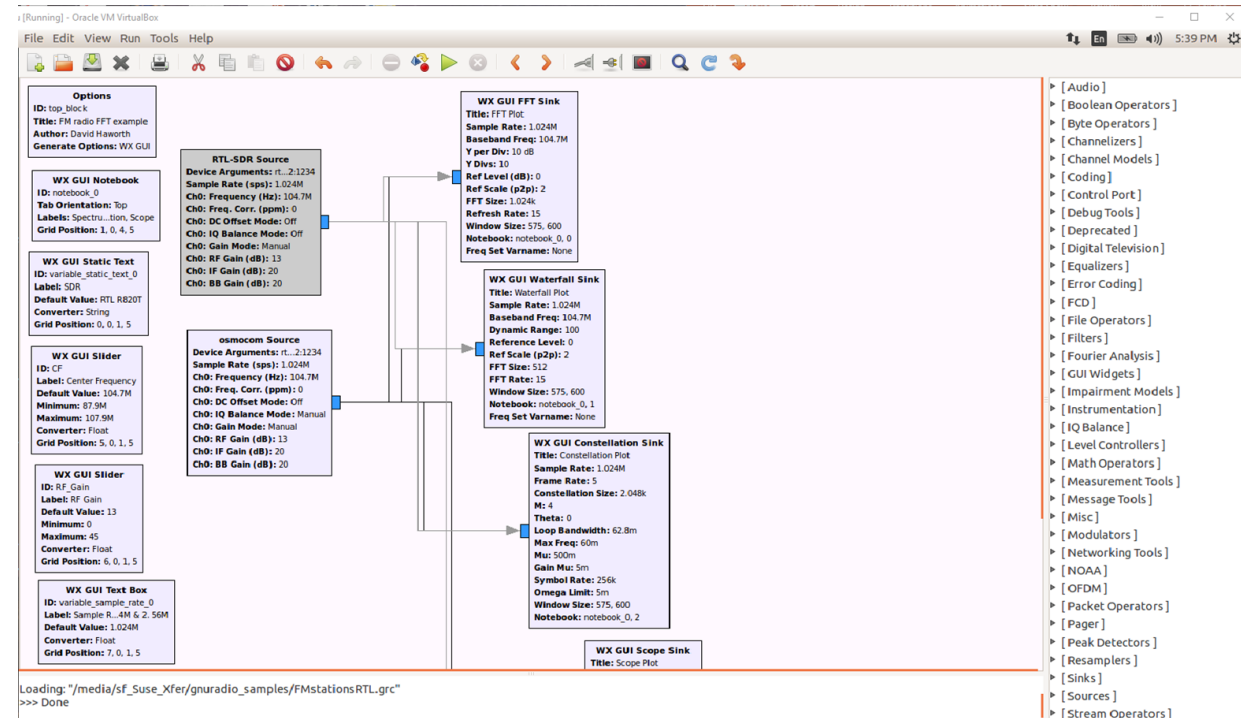 [Running] - Oracle VM VirtualBox
File Edit View Run Tools Help
En
5:39 PM
Options
ID: top_block
Title: FM radio FFT example
Author: David Haworth
Generate Options: WX GUI
WX GUI Notebook
ID: notebook_0
Tab Orientation: Top
Labels: Spectru...tion, Scope
Grid Position: 1, 0, 4, 5
WX GUI Static Text
ID: variable_static_text_0
Label: SDR
Default Value: RTL R820T
Converter: String
Grid Position: 0, 0, 1, 5
WX GUI Slider
ID: CF
Label: Center Frequency
Default Value: 104.7M
Minimum: 87.9M
Maximum: 107.9M
Converter: Float
Grid Position: 5, 0, 1, 5
WX GUI Slider
ID: RF_Gain
Label: RF Gain
Default Value: 13
Minimum: 0
Maximum: 45
Converter: Float
Grid Position: 6, 0, 1, 5
WX GUI Text Box
ID: variable_sample_rate_0
Label: Sample R...4M & 2. 56M
Default Value: 1.024M
Converter: Float
Grid Position: 7, 0, 1, 5
RTL-SDR Source
Device Arguments: rt...2:1234
Sample Rate (sps): 1.024M
Ch0: Frequency (Hz): 104.7M
Ch0: Freq. Corr. (ppm): 0
Ch0: DC Offset Mode: Off
Ch0: IQ Balance Mode: Off
Ch0: Gain Mode: Manual
Ch0: RF Gain (dB): 13
Ch0: IF Gain (dB): 20
Ch0: BB Gain (dB): 20
osmocom Source
Device Arguments: rt...2:1234
Sample Rate (sps): 1.024M
Ch0: Frequency (Hz): 104.7M
Ch0: Freq. Corr. (ppm): 0
Ch0: DC Offset Mode: Off
Ch0: IQ Balance Mode: Manual
Ch0: Gain Mode: Manual
Ch0: RF Gain (dB): 13
Ch0: IF Gain (dB): 20
Ch0: BB Gain (dB): 20
WX GUI FFT Sink
Title: FFT Plot
Sample Rate: 1.024M
Baseband Freq: 104.7M
Y per Div: 10 dB
Y Divs: 10
Ref Level (dB): 0
Ref Scale (p2p): 2
FFT Size: 1.024k
Refresh Rate: 15
Window Size: 575, 600
Notebook: notebook_0, 0
Freq Set Varname: None
WX GUI Waterfall Sink
Title: Waterfall Plot
Sample Rate: 1.024M
Baseband Freq: 104.7M
Dynamic Range: 100
Reference Level: 0
Ref Scale (p2p): 2
FFT Size: 512
FFT Rate: 15
Window Size: 575, 600
Notebook: notebook_0, 1
Freq Set Varname: None
WX GUI Constellation Sink
Title: Constellation Plot
Sample Rate: 1.024M
Frame Rate: 5
Constellation Size: 2.048k
M: 4
Theta: 0
Loop Bandwidth: 62.8m
Max Freq: 60m
Mu: 500m
Gain Mu: 5m
Symbol Rate: 256k
Omega Limit: 5m
Window Size: 575, 600
Notebook: notebook_0, 2
WX GUI Scope Sink
Title: Scope Plot
[Audio]
[Boolean Operators]
[Byte Operators]
[Channelizers]
[Channel Models]
[Coding]
[Control Port]
[Debug Tools]
[Deprecated]
[Digital Television]
[Equalizers]
[Error Coding]
[FCD]
[File Operators]
[Filters]
[Fourier Analysis]
[GUI Widgets]
[Impairment Models]
[Instrumentation]
[IQ Balance]
[Level Controllers]
[Math Operators]
[Measurement Tools]
[Message Tools]
[Misc]
[Modulators]
[Networking Tools]
[NOAA]
[OFDM]
[Packet Operators]
[Pager]
[Peak Detectors]
[Resamplers]
[Sinks]
[Sources]
[Stream Operators]
Loading: "/media/sf_Suse_Xfer/gnuradio_samples/FMstationsRTL.grc"
>>> Done